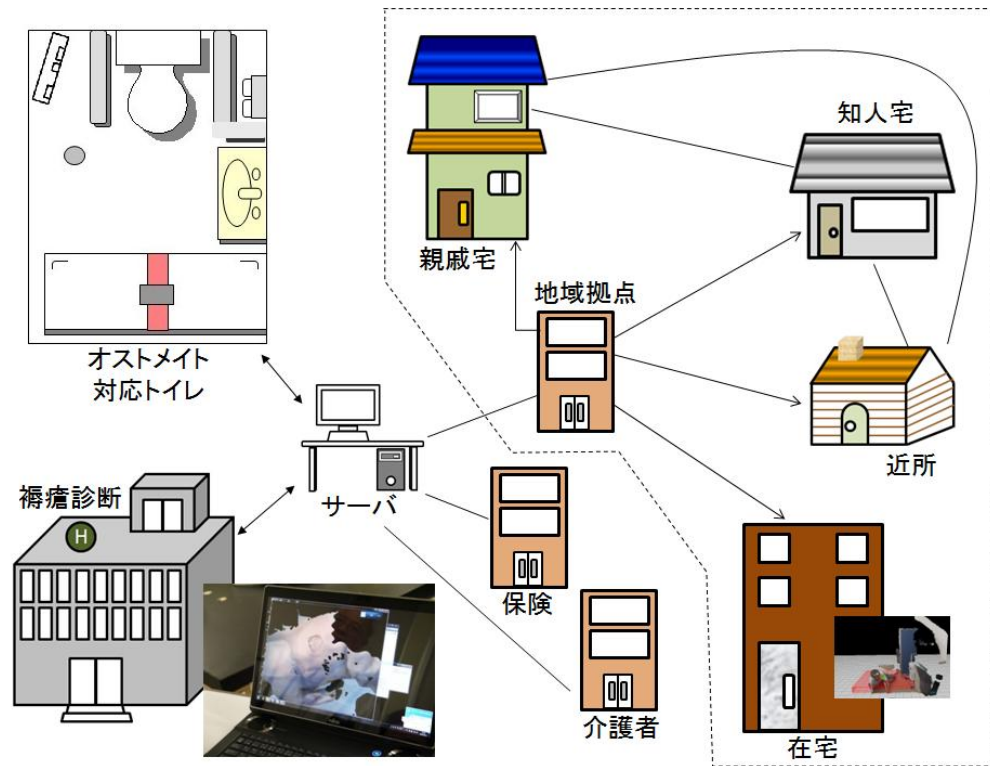 知人宅
親戚宅
地域拠点
オストメイト
対応トイレ
近所
褥瘡診断
サーバ
H
保険
介護者
在宅